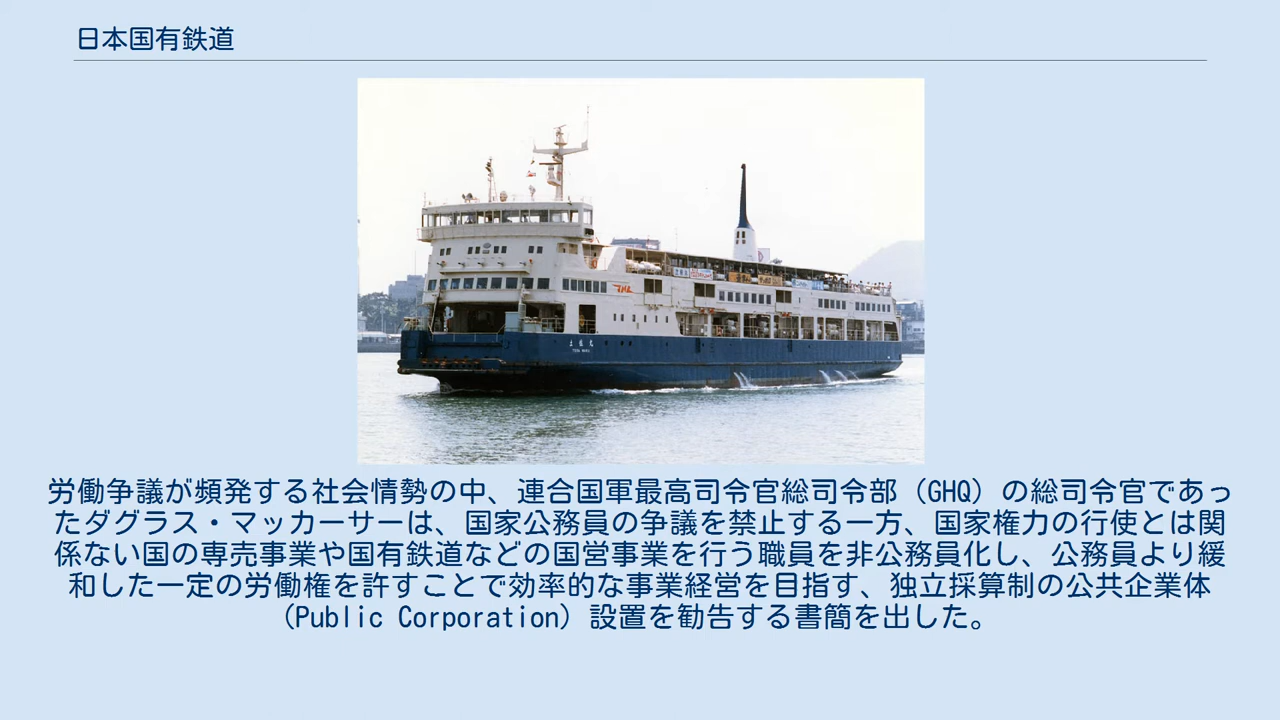 日本国有鉄道
土佐丸
労働争議が頻発する社会情勢の中、連合国軍最高司令官総司令部（GHQ）の総司令官であっ
たダグラス・マッカーサーは、国家公務員の争議を禁止する一方、国家権力の行使とは関
係ない国の専売事業や国有鉄道などの国営事業を行う職員を非公務員化し、公務員より緩
和した一定の労働権を許すことで効率的な事業経営を目指す、独立採算制の公共企業体
（Public Corporation）設置を勧告する書簡を出した。